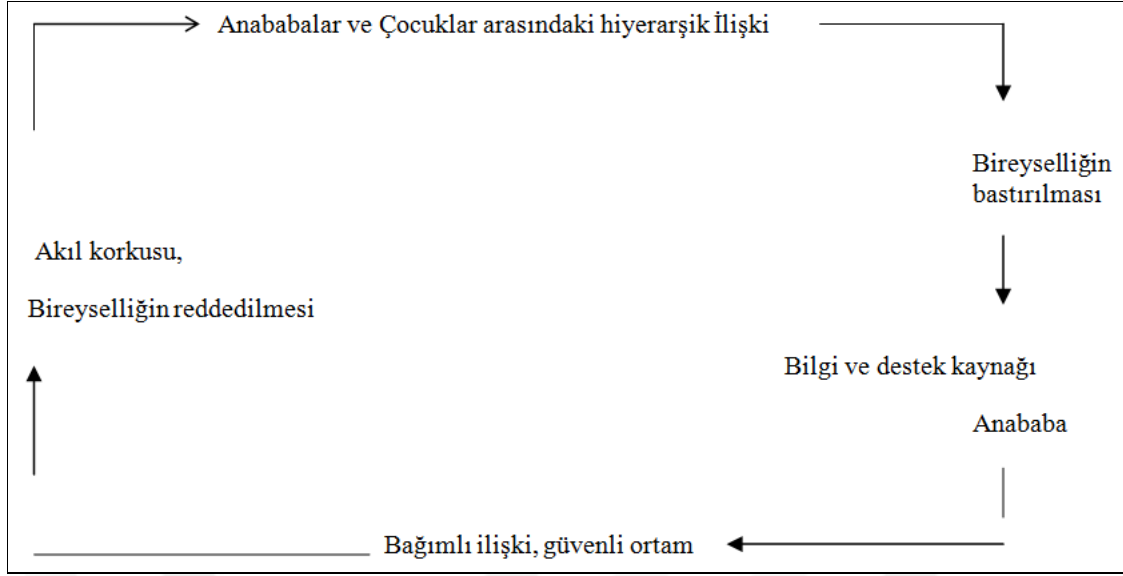 Anababalar ve Çocuklar arasındaki hiyerarşik İlişki
Bireyselliğin
bastırılması
Akıl korkusu,
Bireyselliğin reddedilmesi
Bilgi ve destek kaynağı
Anababa
Bağımlı ilişki, güvenli ortam